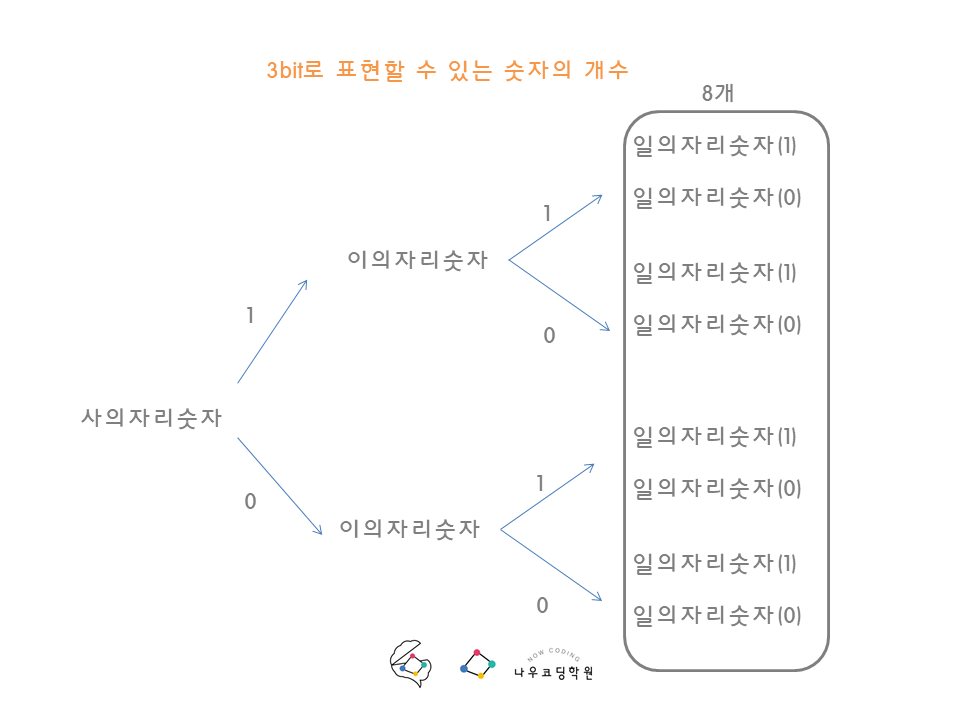 3bit로 표현할 수 있는 숫자의 개수
8개
일의자리숫자(1)
일의자리숫자(0)
1
이의자리숫자
일의자리숫자(1)
1
일의자리숫자(0)
0
사의자리숫자
일의자리숫자(1)
1
일의자리숫자(0)
0
이의자리숫자
일의자리숫자(1)
0
일의자리숫자(0)
NOW CODING
나우코딩학원